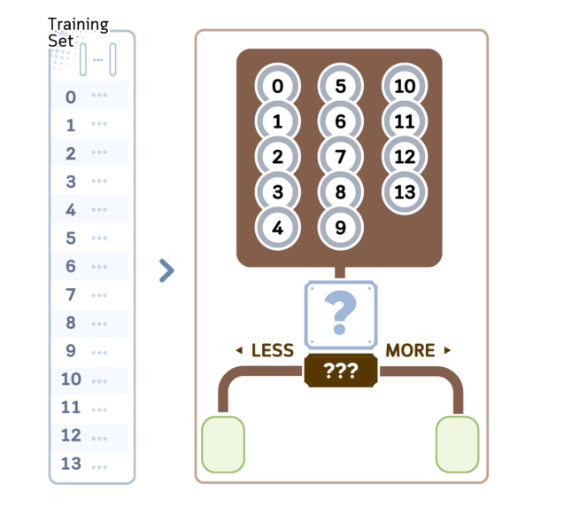 Training
Set
...
0 ...
1 ...
2 ...
3 ...
4 ...
5 ...
6 ...
7 ...
8 ...
9 ...
10 ...
11 ...
12 ...
13 ...
0 5 10
1 6 11
2 7 12
3 8 13
4 9
?
◂ LESS MORE ▸
???